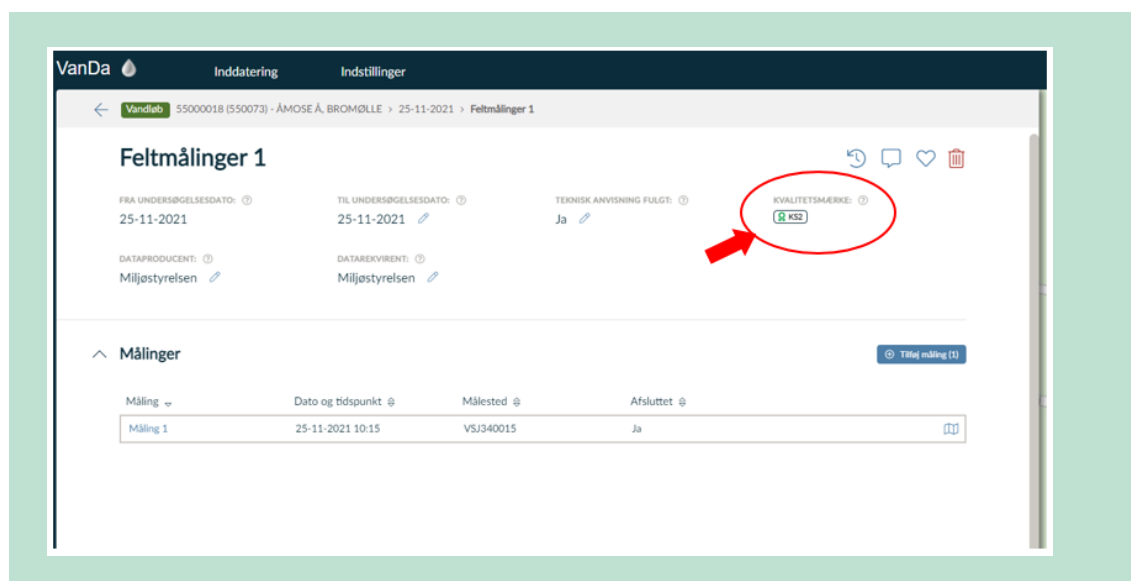 VanDa Inddatering Indstillinger
Vandløb 55000018 (550073) - ÅMOSE Å, BROMØLLE > 25-11-2021 > Feltmålinger 1
Feltmålinger 1
FRA UNDERSØGELSESDATO: TIL UNDERSØGELSESDATO: TEKNISK ANVISNING FULGT: KVALITETSMÆRKE:
25-11-2021 25-11-2021 Ja KS2
DATAPRODUCENT: DATAREKVIRENT:
Miljøstyrelsen Miljøstyrelsen
Målinger Tilføj måling (1)
Måling Dato og tidspunkt Målested Afsluttet
Måling 1 25-11-2021 10:15 VSJ340015 Ja